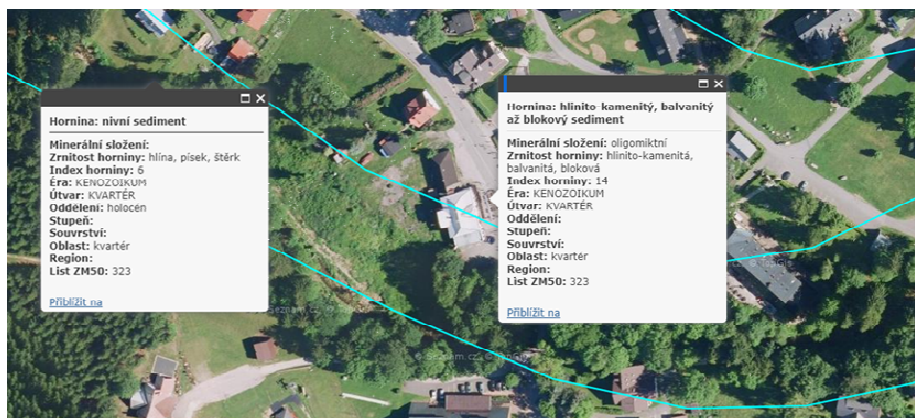 Hornina: nivní sediment
Minerální složení:
Zrnitost horniny: hlína, písek, štěrk
Index horniny: 6
Éra: KENOZOIKUM
Útvar: KVARTÉR
Oddělení: holocén
Stupeň:
Souvrství:
Oblast: kvartér
Region:
List ZM50: 323
Přiblížit na
Hornina: hlinito-kamenitý, balvanitý
až blokový sediment
Minerální složení: oligomiktní
Zrnitost horniny: hlinito-kamenitá,
balvanitá, bloková
Index horniny: 14
Éra: KENOZOIKUM
Útvar: KVARTÉR
Oddělení:
Stupeň:
Souvrství:
Oblast: kvartér
Region:
List ZM50: 323
Přiblížit na
© Seznam.cz